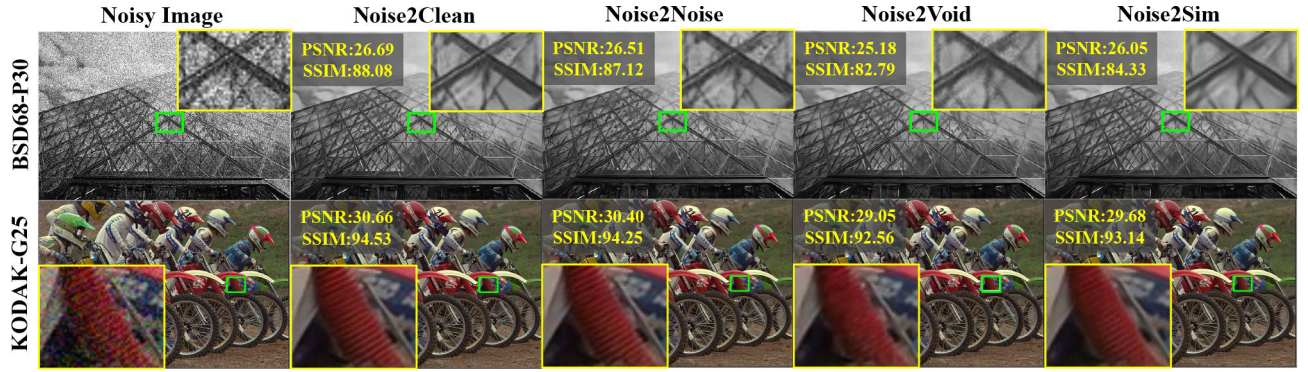 Noisy Image
Noise2Clean
Noise2Noise
Noise2Void
Noise2Sim
BSD68-P30
PSNR:26.69
SSIM:88.08
PSNR:26.51
SSIM:87.12
PSNR:25.18
SSIM:82.79
PSNR:26.05
SSIM:84.33
KODAK-G25
PSNR:30.66
SSIM:94.53
PSNR:30.40
SSIM:94.25
PSNR:29.05
SSIM:92.56
PSNR:29.68
SSIM:93.14